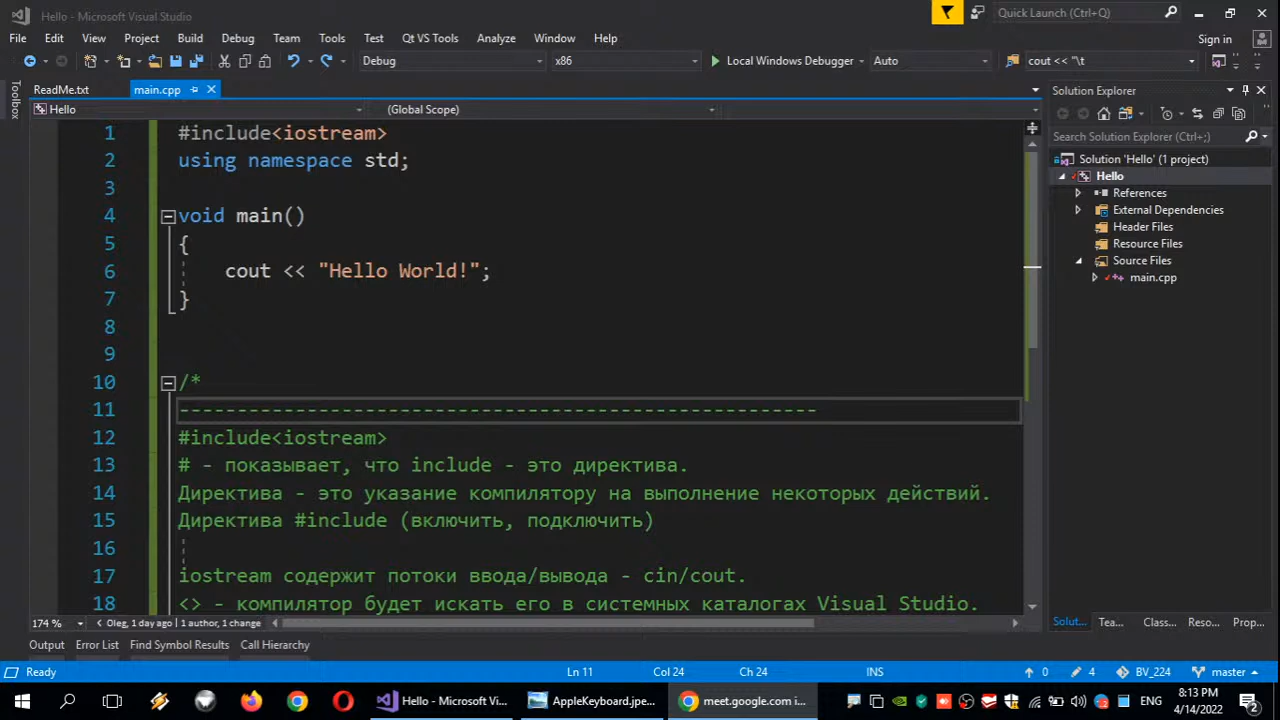 Hello - Microsoft Visual Studio
Quick Launch (Ctrl+Q)
File Edit View Project Build Debug Team Tools Test Qt VS Tools Analyze Window Help
Sign in
Debug x86 Local Windows Debugger Auto cout << "\t
Toolbox
ReadMe.txt main.cpp
Hello (Global Scope)
1 #include<iostream>
2 using namespace std;
3
4 void main()
5 {
6 cout << "Hello World!";
7 }
8
9
10 /*
11 -------------------------------------------------------
12 #include<iostream>
13 # - показывает, что include - это директива.
14 Директива - это указание компилятору на выполнение некоторых действий.
15 Директива #include (включить, подключить)
16
17 iostream содержит потоки ввода/вывода - cin/cout.
18 <> - компилятор будет искать его в системных каталогах Visual Studio.
174 % Oleg, 1 day ago | 1 author, 1 change
Solution Explorer
Search Solution Explorer (Ctrl+;)
Solution 'Hello' (1 project)
Hello
References
External Dependencies
Header Files
Resource Files
Source Files
main.cpp
Solut... Tea... Class... Reso... Prop...
Output Error List Find Symbol Results Call Hierarchy
Ready Ln 11 Col 24 Ch 24 INS 0 4 BV_224 master
Hello - Microsoft Vi... AppleKeyboard.jpe... meet.google.com i... ENG
8:13 PM
4/14/2022
2